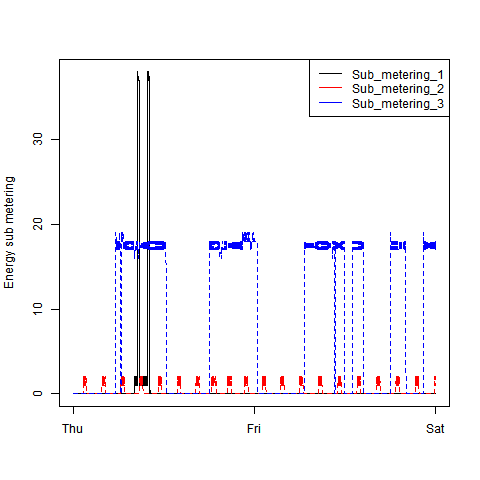 Sub_metering_1
Sub_metering_2
Sub_metering_3
Energy sub metering
30
20
10
0
Thu Fri Sat